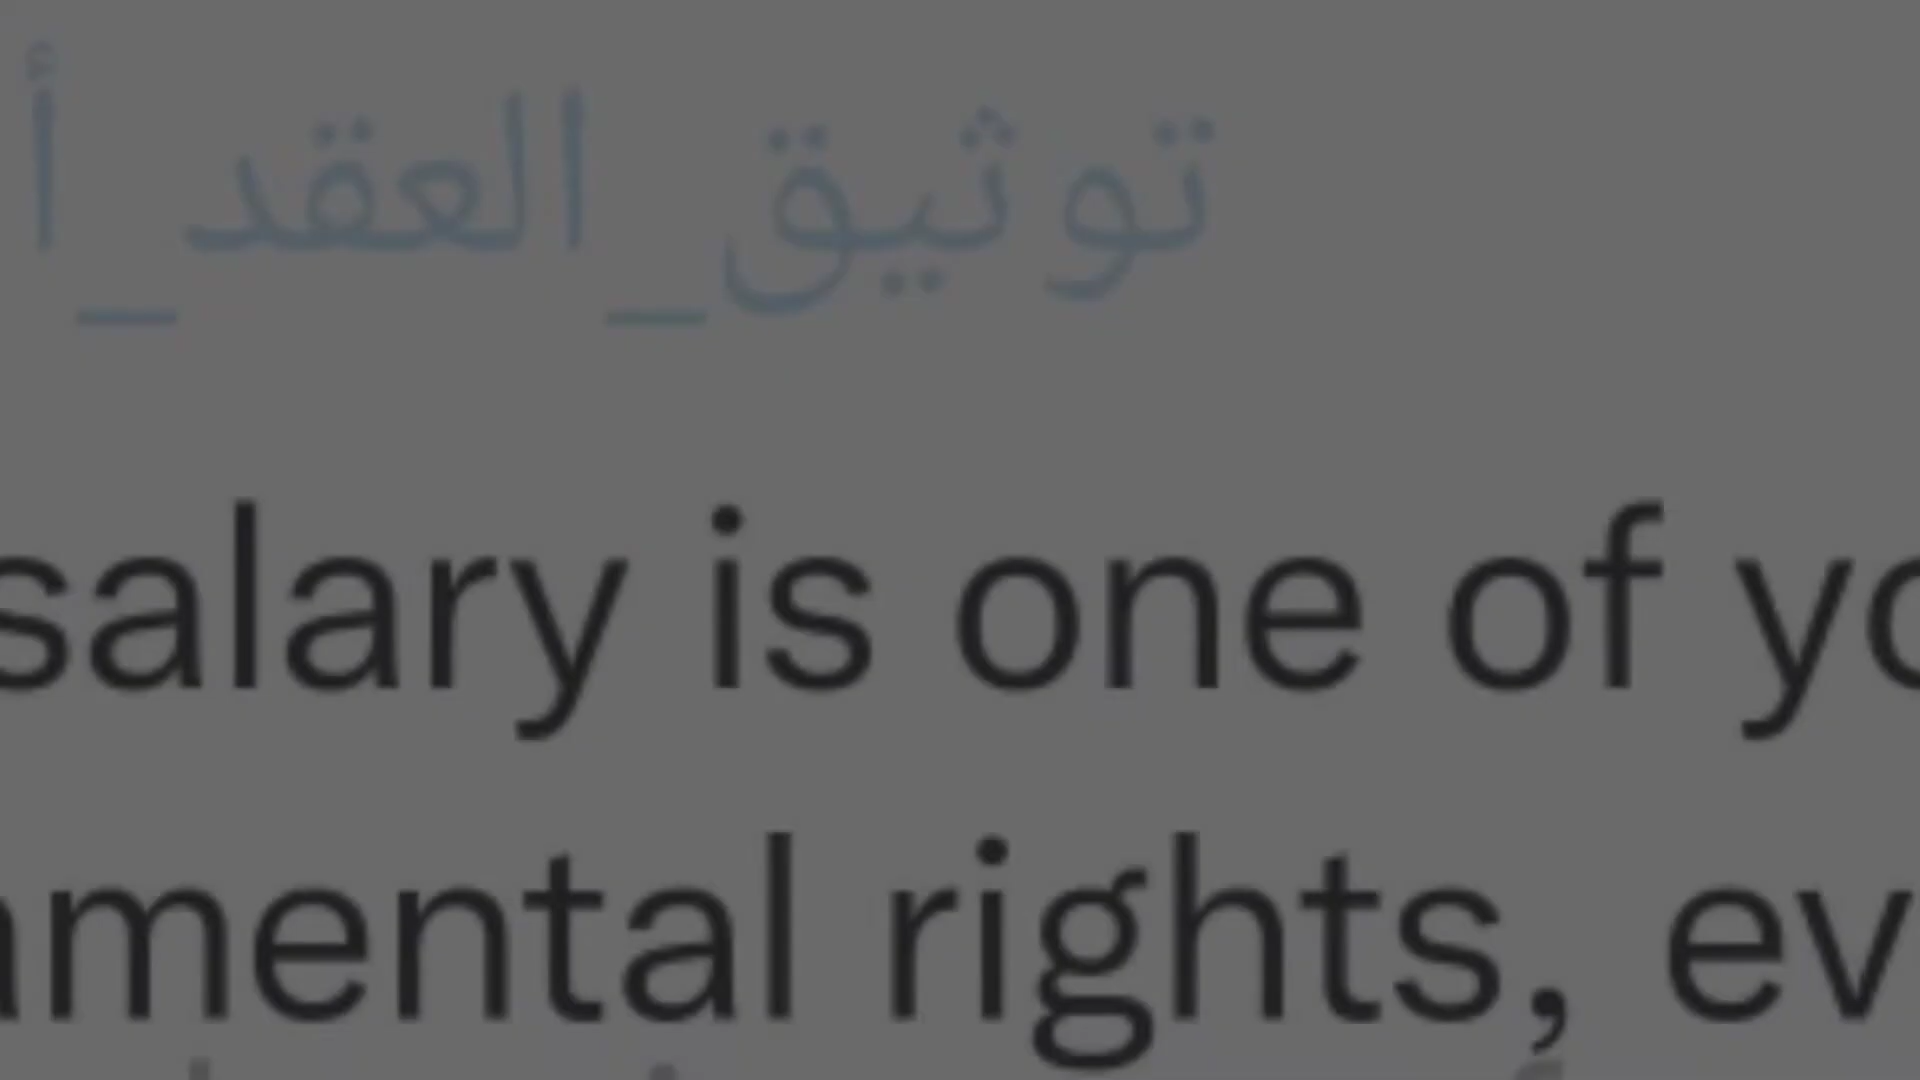 توثيق_العقد_أ
salary is one of yo
amental rights, ev